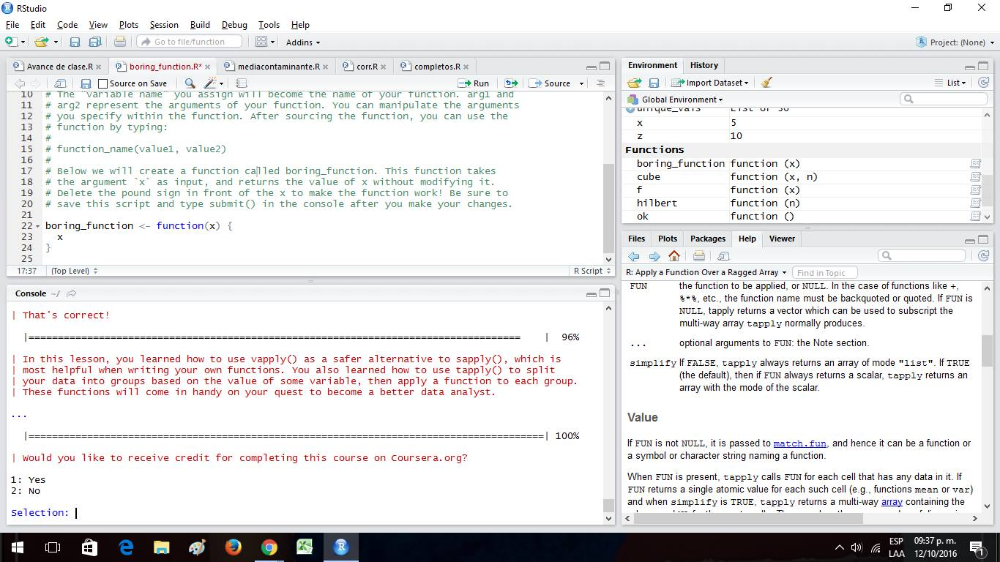 RStudio
File Edit Code View Plots Session Build Debug Tools Help
Go to file/function Addins Project: (None)
Avance de clase.R boring_function.R* mediacontaminante.R corr.R completos.R
Source on Save Run Source
10 # The "variable name" you assign will become the name of your function. arg1 and
11 # arg2 represent the arguments of your function. You can manipulate the arguments
12 # you specify within the function. After sourcing the function, you can use the
13 # function by typing:
14 #
15 # function_name(value1, value2)
16 #
17 # Below we will create a function called boring_function. This function takes
18 # the argument `x` as input, and returns the value of x without modifying it.
19 # Delete the pound sign in front of the x to make the function work! Be sure to
20 # save this script and type submit() in the console after you make your changes.
21
22 boring_function <- function(x) {
23 x
24 }
25
17:37 (Top Level) R Script
Console ~/
| That's correct!
|==================================================================================== | 96%
| In this lesson, you learned how to use vapply() as a safer alternative to sapply(), which is
| most helpful when writing your own functions. You also learned how to use tapply() to split
| your data into groups based on the value of some variable, then apply a function to each group.
| These functions will come in handy on your quest to become a better data analyst.
...
|========================================================================================| 100%
| Would you like to receive credit for completing this course on Coursera.org?
1: Yes
2: No
Selection:
Environment History
Import Dataset List
Global Environment
unique_vals List of 30
x 5
z 10
Functions
boring_function function (x)
cube function (x, n)
f function (x)
hilbert function (n)
ok function ()
Files Plots Packages Help Viewer
R: Apply a Function Over a Ragged Array Find in Topic
FUN the function to be applied, or NULL. In the case of functions like +,
%*%, etc., the function name must be backquoted or quoted. If FUN is
NULL, tapply returns a vector which can be used to subscript the
multi-way array tapply normally produces.
... optional arguments to FUN: the Note section.
simplify If FALSE, tapply always returns an array of mode "list". If TRUE
(the default), then if FUN always returns a scalar, tapply returns an
array with the mode of the scalar.
Value
If FUN is not NULL, it is passed to match.fun, and hence it can be a function or
a symbol or character string naming a function.
When FUN is present, tapply calls FUN for each cell that has any data in it. If
FUN returns a single atomic value for each such cell (e.g., functions mean or var)
and when simplify is TRUE, tapply returns a multi-way array containing the
ESP 09:37 p. m.
LAA 12/10/2016 1